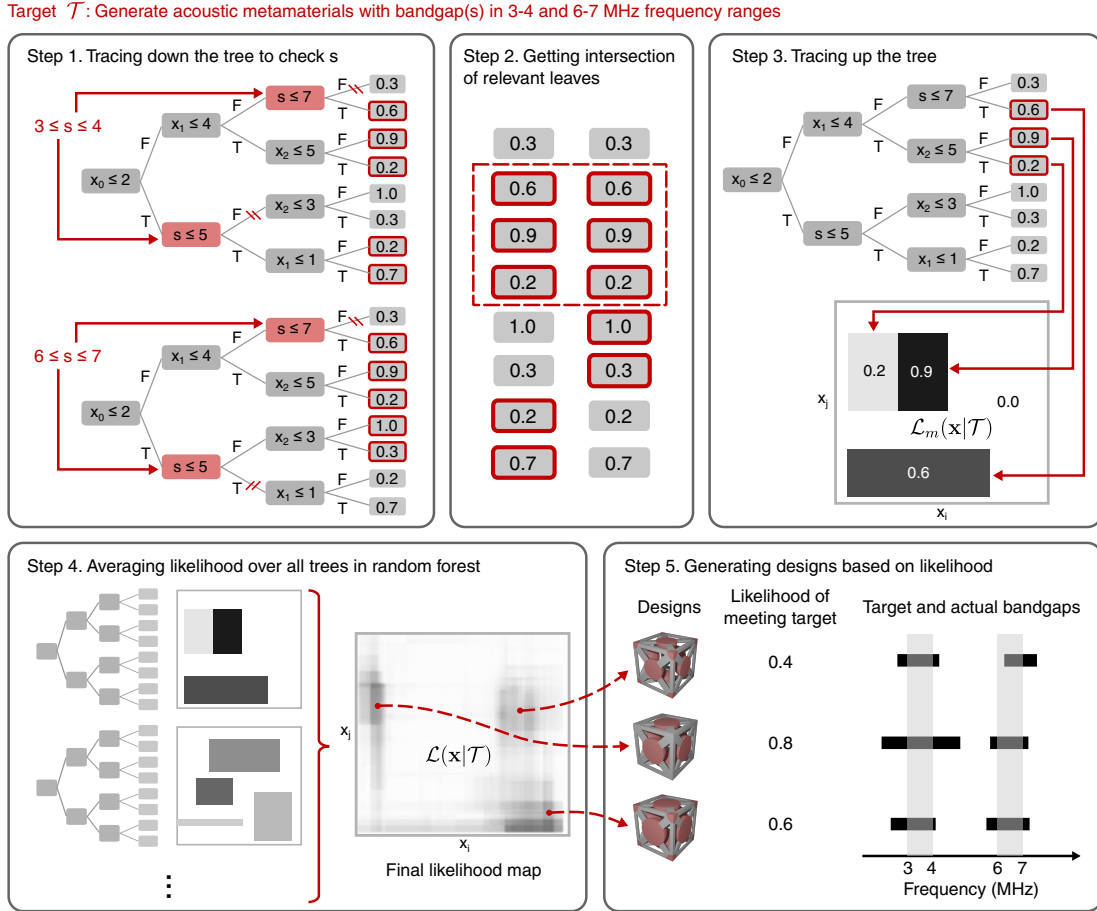 Target 𝒯: Generate acoustic metamaterials with bandgap(s) in 3-4 and 6-7 MHz frequency ranges
Step 1. Tracing down the tree to check s
3 ≤ s ≤ 4
x₀ ≤ 2
F
T
x₁ ≤ 4
s ≤ 5
F
T
F
T
s ≤ 7
x₂ ≤ 5
x₂ ≤ 3
x₁ ≤ 1
F
T
F
T
F
T
F
T
0.3
0.6
0.9
0.2
1.0
0.3
0.2
0.7
6 ≤ s ≤ 7
x₀ ≤ 2
F
T
x₁ ≤ 4
s ≤ 5
F
T
F
T
s ≤ 7
x₂ ≤ 5
x₂ ≤ 3
x₁ ≤ 1
F
T
F
T
F
T
F
T
0.3
0.6
0.9
0.2
1.0
0.3
0.2
0.7
Step 2. Getting intersection
of relevant leaves
0.3 0.3
0.6 0.6
0.9 0.9
0.2 0.2
1.0 1.0
0.3 0.3
0.2 0.2
0.7 0.7
Step 3. Tracing up the tree
x₀ ≤ 2
F
T
x₁ ≤ 4
s ≤ 5
F
T
F
T
s ≤ 7
x₂ ≤ 5
x₂ ≤ 3
x₁ ≤ 1
F
T
F
T
F
T
F
T
0.3
0.6
0.9
0.2
1.0
0.3
0.2
0.7
0.2 0.9
xⱼ
0.0
ℒₘ(x|𝒯)
0.6
xᵢ
Step 4. Averaging likelihood over all trees in random forest
xⱼ
ℒ(x|𝒯)
xᵢ
Final likelihood map
⋮
Step 5. Generating designs based on likelihood
Designs
Likelihood of
meeting target
Target and actual bandgaps
0.4
0.8
0.6
3 4 6 7
Frequency (MHz)